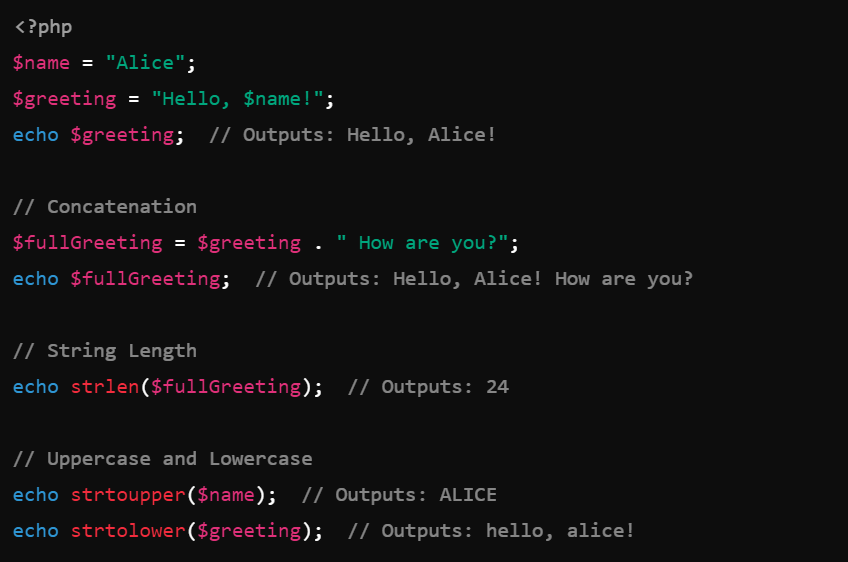 <?php
$name = "Alice";
$greeting = "Hello, $name!";
echo $greeting;  // Outputs: Hello, Alice!
// Concatenation
$fullGreeting = $greeting . " How are you?";
echo $fullGreeting;  // Outputs: Hello, Alice! How are you?
// String Length
echo strlen($fullGreeting);  // Outputs: 24
// Uppercase and Lowercase
echo strtoupper($name);  // Outputs: ALICE
echo strtolower($greeting);  // Outputs: hello, alice!